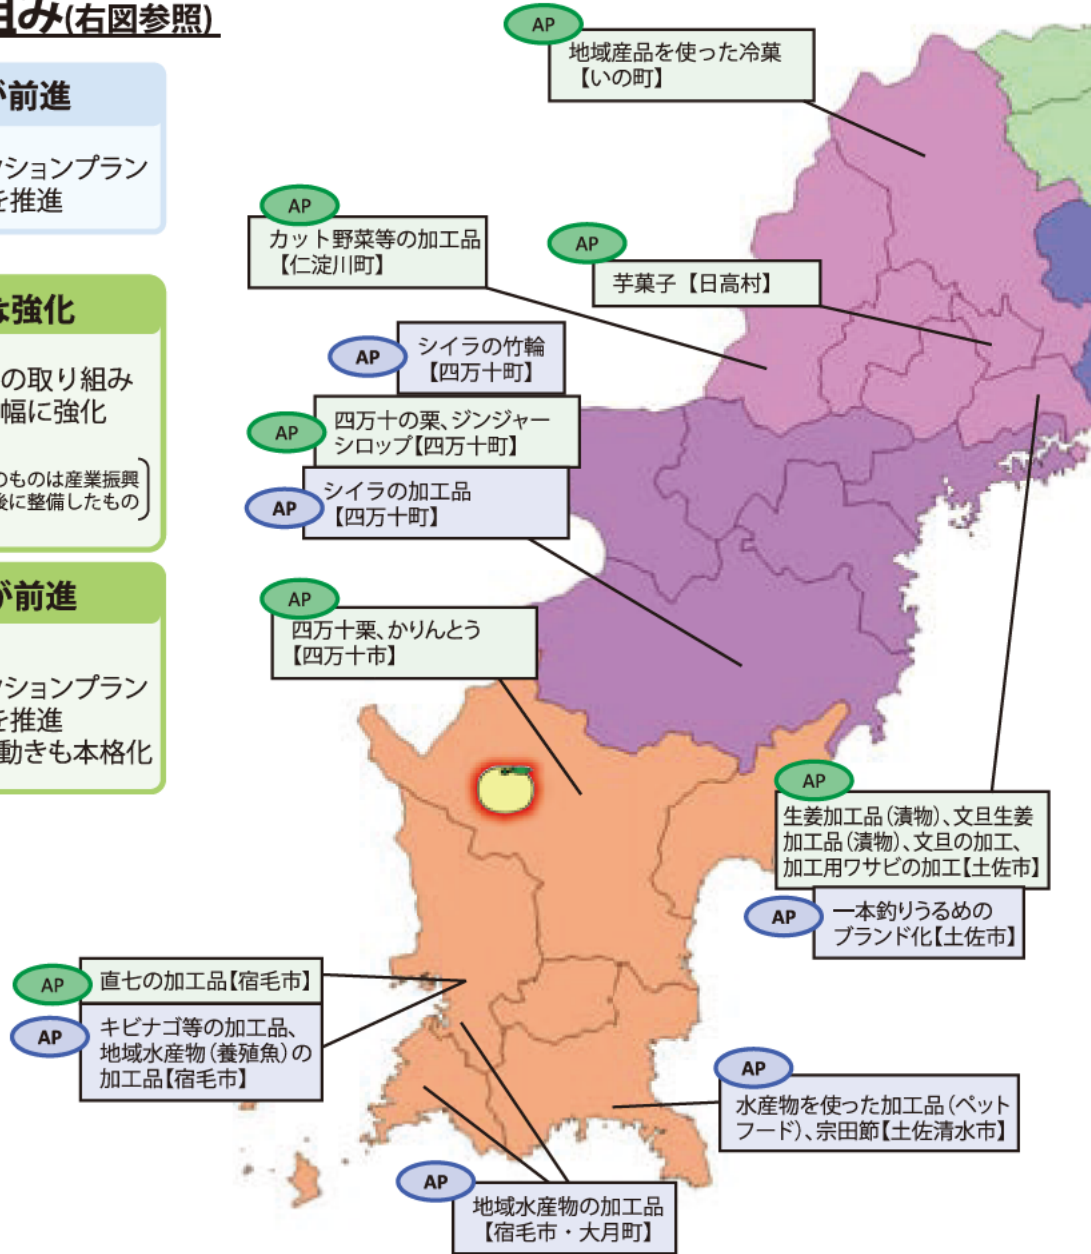 組み(右図参照)
が前進
クションプラン
を推進
な強化
の取り組み
幅に強化
のものは産業振興
後に整備したもの
が前進
クションプラン
を推進
動きも本格化
AP
地域産品を使った冷菓
【いの町】
AP
カット野菜等の加工品
【仁淀川町】
AP
芋菓子【日高村】
AP
シイラの竹輪
【四万十町】
AP
四万十の栗、ジンジャー
シロップ【四万十町】
AP
シイラの加工品
【四万十町】
AP
四万十栗、かりんとう
【四万十市】
AP
生姜加工品(漬物)、文旦生姜
加工品(漬物)、文旦の加工、
加工用ワサビの加工【土佐市】
AP
一本釣りうるめの
ブランド化【土佐市】
AP
直七の加工品【宿毛市】
AP
キビナゴ等の加工品、
地域水産物(養殖魚)の
加工品【宿毛市】
AP
水産物を使った加工品(ペット
フード)、宗田節【土佐清水市】
AP
地域水産物の加工品
【宿毛市・大月町】